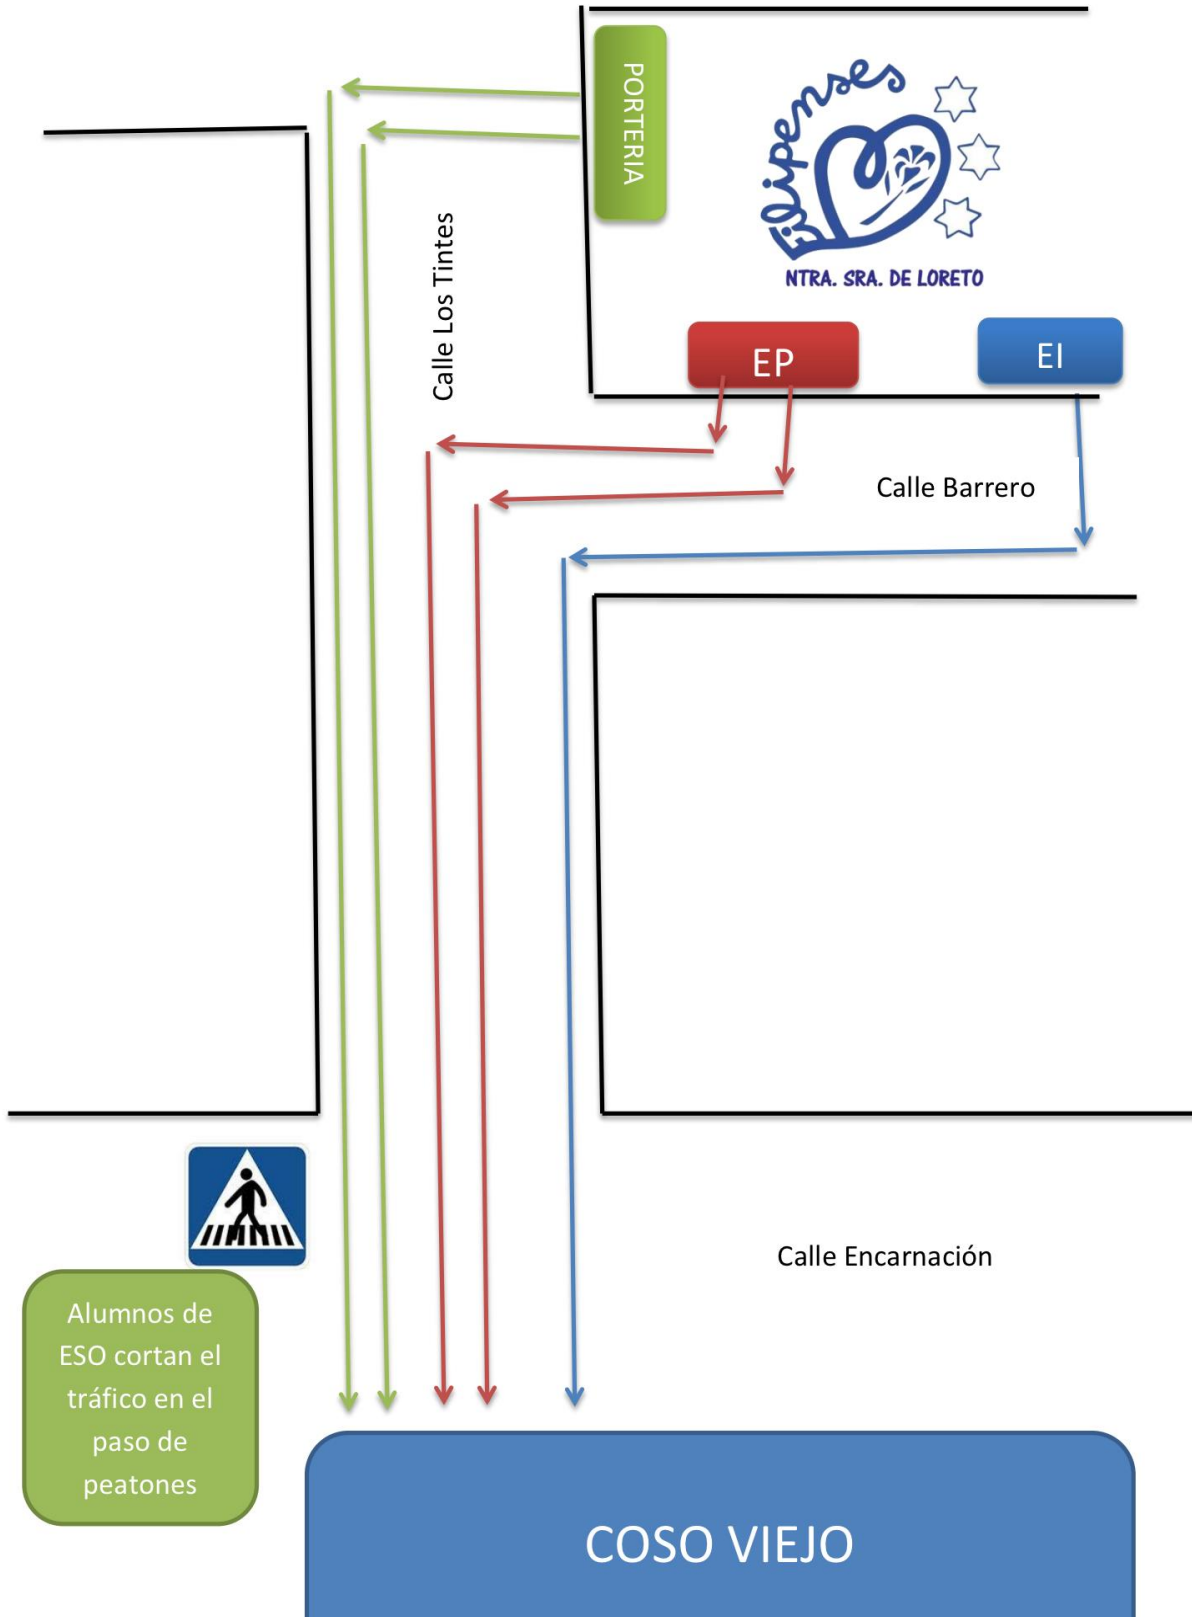 PORTERIA
Filipenses
NTRA. SRA. DE LORETO
Calle Los Tintes
EP
EI
Calle Barrero
Calle Encarnación
Alumnos de
ESO cortan el
tráfico en el
paso de
peatones
COSO VIEJO